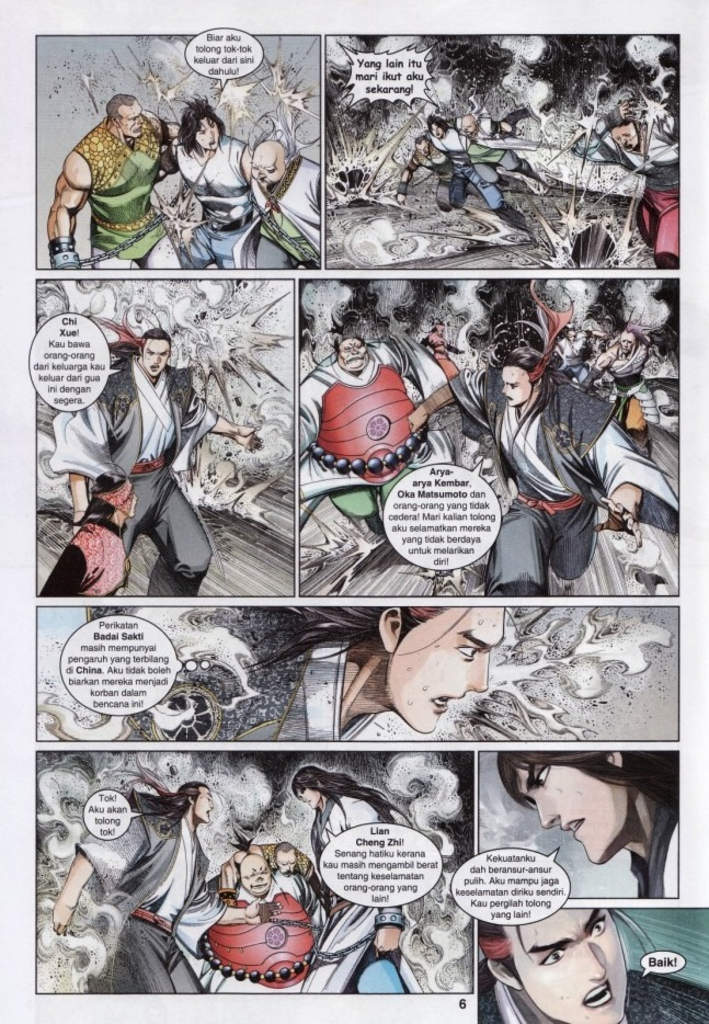 Biar aku
tolong tok-tok
keluar dari sini
dahulu!
Yang lain itu
mari ikut aku
sekarang!
Chi
Xue!
Kau bawa
orang-orang
dari keluarga kau
keluar dari gua
ini dengan
segera.
Arya-
arya Kembar,
Oka Matsumoto dan
orang-orang yang tidak
cedera! Mari kalian tolong
aku selamatkan mereka
yang tidak berdaya
untuk melarikan
diri!
Perikatan
Badai Sakti
masih mempunyai
pengaruh yang terbilang
di China. Aku tidak boleh
biarkan mereka menjadi
korban dalam
bencana ini!
Tok!
Aku akan
tolong
tok!
Lian
Cheng Zhi!
Senang hatiku kerana
kau masih mengambil berat
tentang keselamatan
orang-orang yang
lain!
Kekuatanku
dah beransur-ansur
pulih. Aku mampu jaga
keselamatan diriku sendiri.
Kau pergilah tolong
yang lain!
Baik!
6